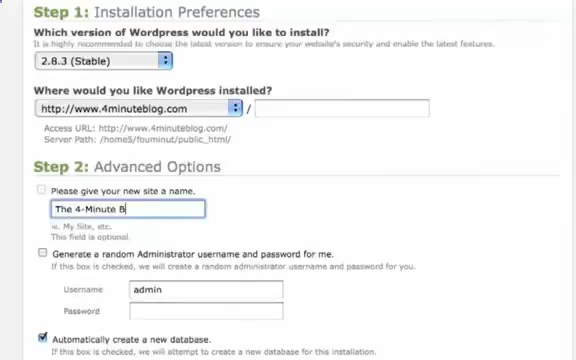 Step 1: Installation Preferences
Which version of Wordpress would you like to install?
It is highly recommended to choose the latest version to ensure your website's security and enable the latest features.
2.8.3 (Stable)
Where would you like Wordpress installed?
http://www.4minuteblog.com /
Access URL: http://www.4minuteblog.com/
Server Path: /home5/fouminut/public_html/
Step 2: Advanced Options
Please give your new site a name.
The 4-Minute B
ie. My Site, etc.
This field is optional.
Generate a random Administrator username and password for me.
If this box is checked, we will create a random administrator username and password for you.
Username admin
Password
Automatically create a new database.
If this box is checked, we will attempt to create a new database for this installation.